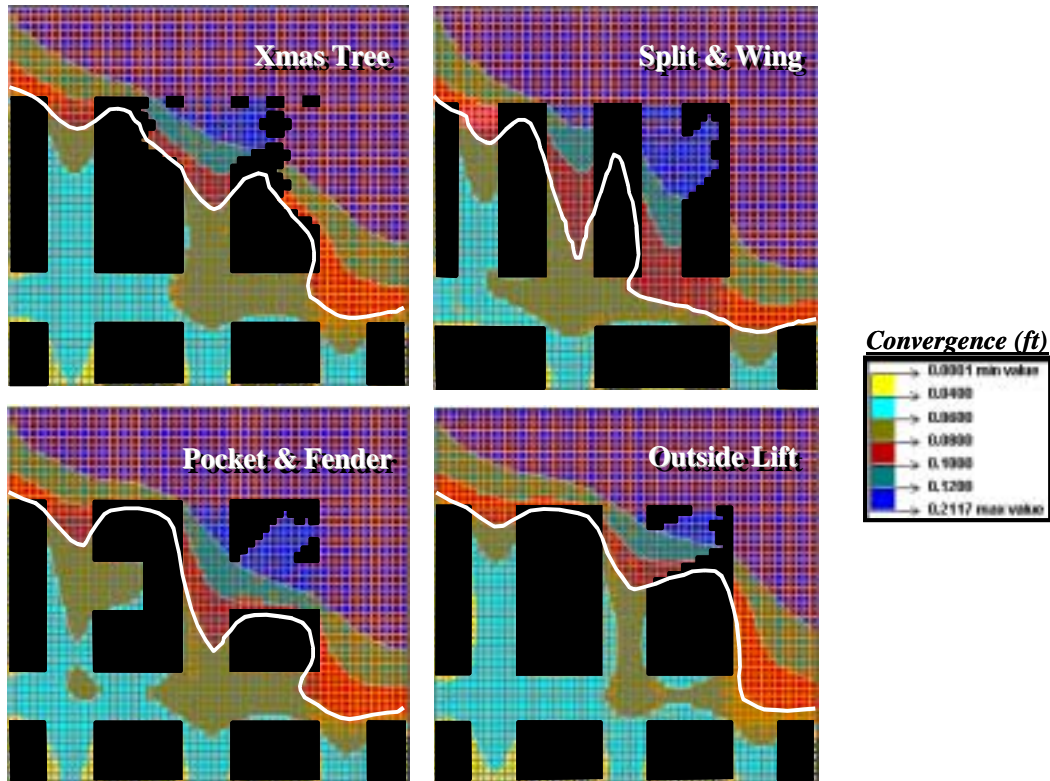 Xmas Tree
Split & Wing
Pocket & Fender
Outside Lift
Convergence (ft)
0.0001 min value
0.0400
0.0600
0.0800
0.1000
0.1200
0.2117 max value